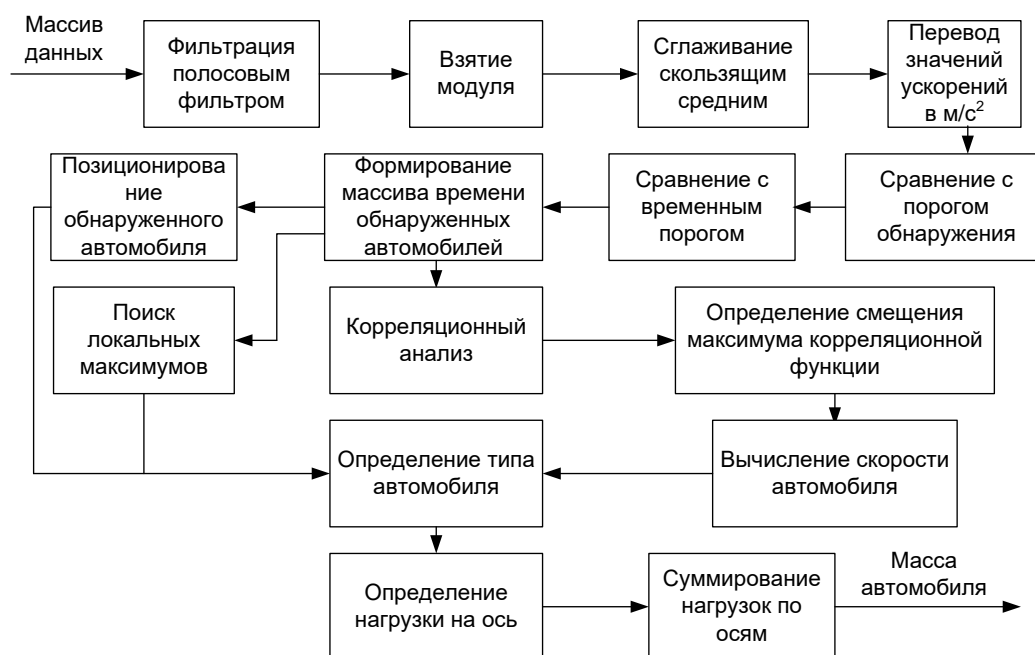 Массив
данных
Фильтрация
полосовым
фильтром
Взятие
модуля
Сглаживание
скользящим
средним
Перевод
значений
ускорений
в м/с²
Позиционирова
ние
обнаруженного
автомобиля
Формирование
массива времени
обнаруженных
автомобилей
Сравнение с
временным
порогом
Сравнение с
порогом
обнаружения
Поиск
локальных
максимумов
Корреляционный
анализ
Определение смещения
максимума корреляционной
функции
Определение типа
автомобиля
Вычисление скорости
автомобиля
Определение
нагрузки на ось
Суммирование
нагрузок по
осям
Масса
автомобиля